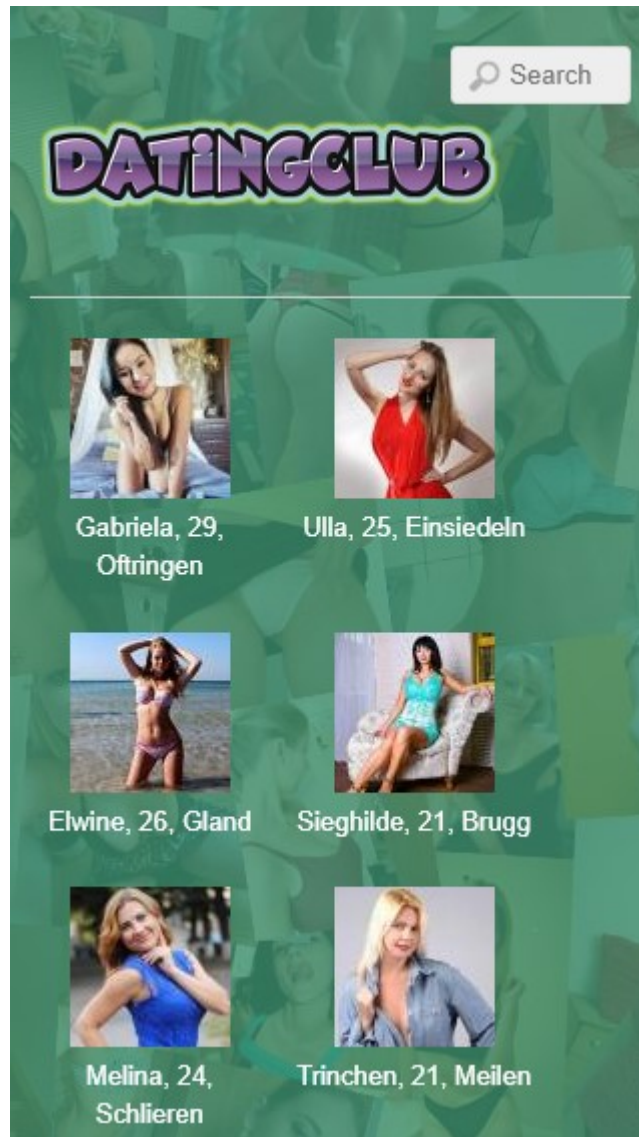 Search
DATiNGCLUB
Gabriela, 29,
Oftringen
Ulla, 25, Einsiedeln
Elwine, 26, Gland
Sieghilde, 21, Brugg
Melina, 24,
Schlieren
Trinchen, 21, Meilen